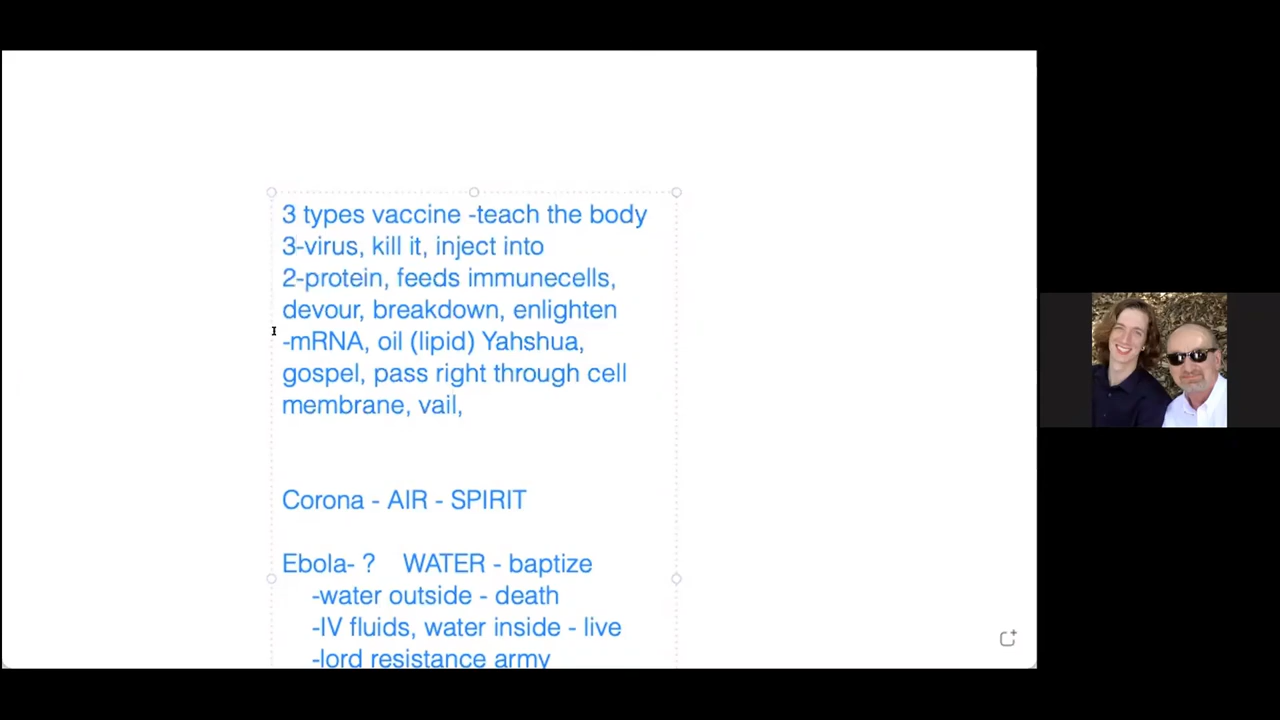 3 types vaccine -teach the body
3-virus, kill it, inject into
2-protein, feeds immunecells,
devour, breakdown, enlighten
-mRNA, oil (lipid) Yahshua,
gospel, pass right through cell
membrane, vail,
Corona - AIR - SPIRIT
Ebola- ? WATER - baptize
-water outside - death
-IV fluids, water inside - live
-lord resistance army